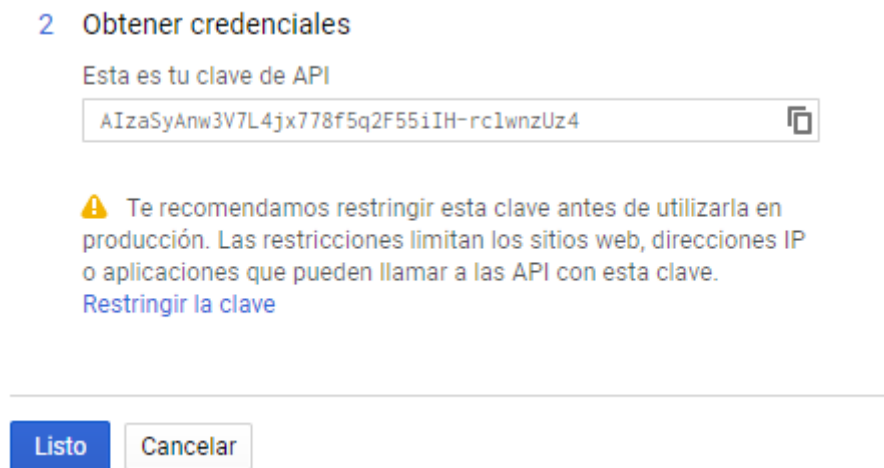 2 Obtener credenciales
Esta es tu clave de API
AIzaSyAnw3V7L4jx778f5q2F55iIH-rclwnzUz4
Te recomendamos restringir esta clave antes de utilizarla en
producción. Las restricciones limitan los sitios web, direcciones IP
o aplicaciones que pueden llamar a las API con esta clave.
Restringir la clave
Listo Cancelar